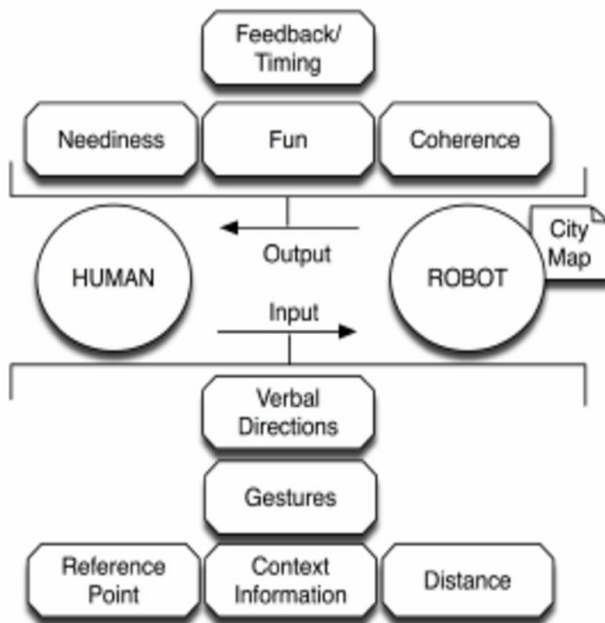 Feedback/
Timing
Neediness
Fun
Coherence
HUMAN
Output
Input
ROBOT
City
Map
Verbal
Directions
Gestures
Reference
Point
Context
Information
Distance